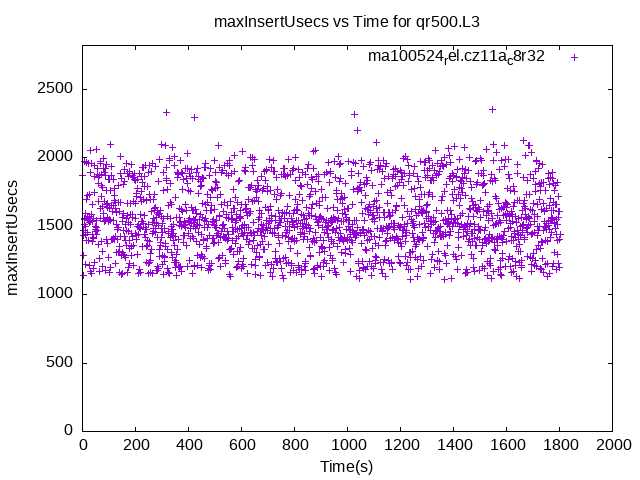 maxInsertUsecs vs Time for qr500.L3
ma100524rel.cz11ac8r32
2500
2000
1500
1000
500
0
maxInsertUsecs
0 200 400 600 800 1000 1200 1400 1600 1800 2000
Time(s)